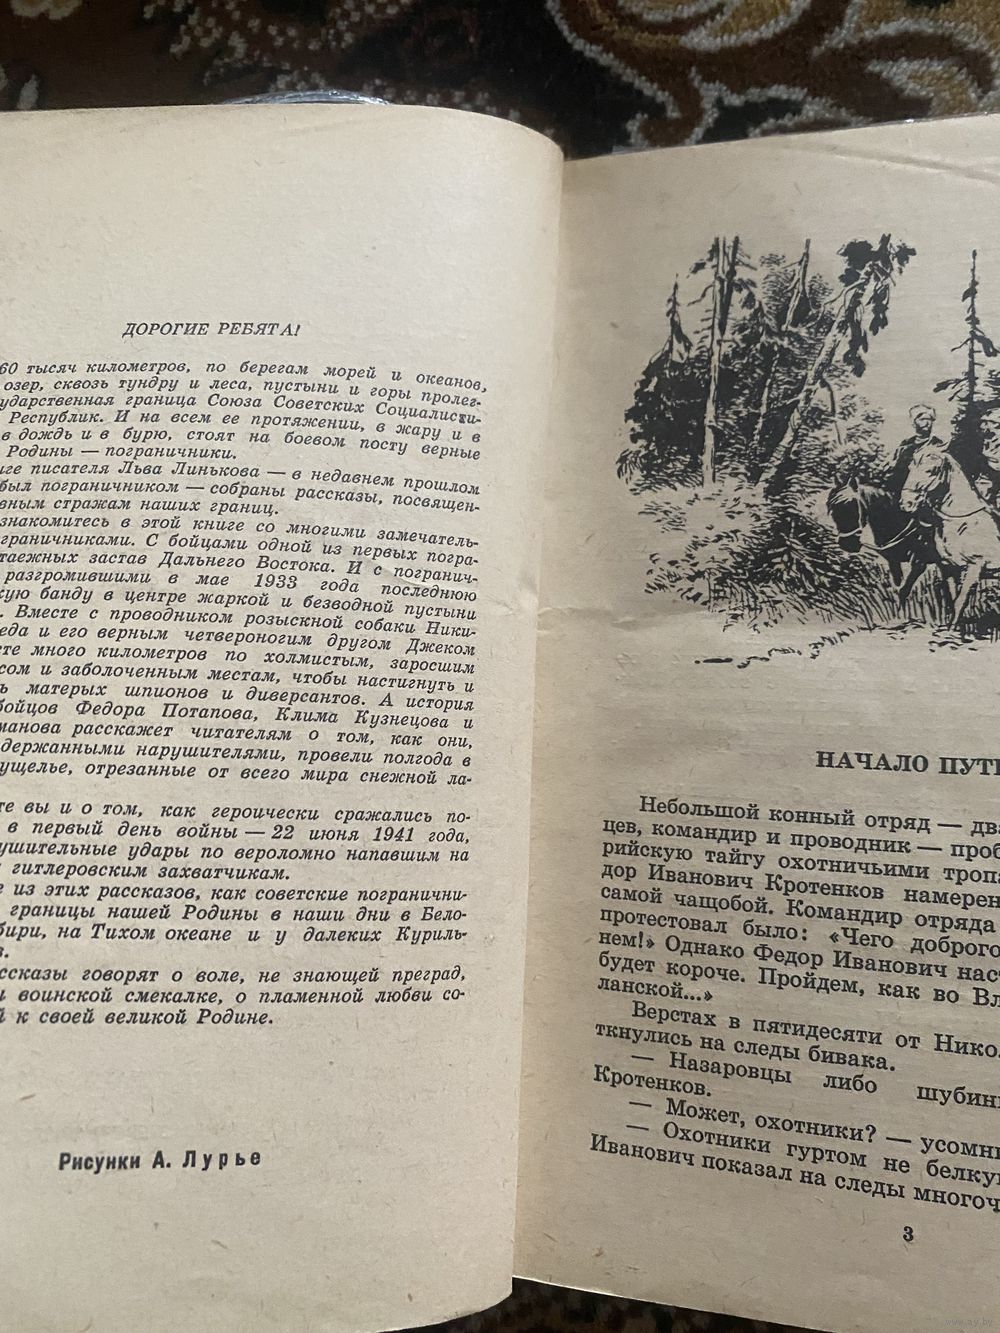 ДОРОГИЕ РЕБЯТА!
60 тысяч километров, по берегам морей и океанов,
озер, сквозь тундру и леса, пустыни и горы пролег-
ударственная граница Союза Советских Социалисти-
Республик. И на всем ее протяжении, в жару и в
в дождь и в бурю, стоят на боевом посту верные
Родины — пограничники.
иге писателя Льва Линькова — в недавнем прошлом
был пограничником — собраны рассказы, посвящен-
вным стражам наших границ.
знакомитесь в этой книге со многими замечатель-
граничниками. С бойцами одной из первых погра-
таежных застав Дальнего Востока. И с погранич-
разгромившими в мае 1933 года последнюю
кую банду в центре жаркой и безводной пустыни
. Вместе с проводником розыскной собаки Ники-
еда и его верным четвероногим другом Джеком
те много километров по холмистым, заросшим
сом и заболоченным местам, чтобы настигнуть и
ь матерых шпионов и диверсантов. А история
бойцов Федора Потапова, Клима Кузнецова и
манова расскажет читателям о том, как они,
держанными нарушителями, провели полгода в
ущелье, отрезанные от всего мира снежной ла-
те вы и о том, как героически сражались по-
в первый день войны — 22 июня 1941 года,
ушительные удары по вероломно напавшим на
гитлеровским захватчикам.
е из этих рассказов, как советские погранични-
границы нашей Родины в наши дни в Бело-
бири, на Тихом океане и у далеких Куриль-
в.
ссказы говорят о воле, не знающей преград,
и воинской смекалке, о пламенной любви со-
й к своей великой Родине.
Рисунки А. Лурье
НАЧАЛО ПУТИ
Небольшой конный отряд — два
цев, командир и проводник — проб
рийскую тайгу охотничьими тропа
дор Иванович Кротенков намерен
самой чащобой. Командир отряда
протестовал было: «Чего доброго
нем!» Однако Федор Иванович нас
будет короче. Пройдем, как во Вл
ланской...»
Верстах в пятидесяти от Никол
ткнулись на следы бивака.
— Назаровцы либо шубин
Кротенков.
— Может, охотники? — усомни
— Охотники гуртом не белку
Иванович показал на следы многоч
3
www.ay.by